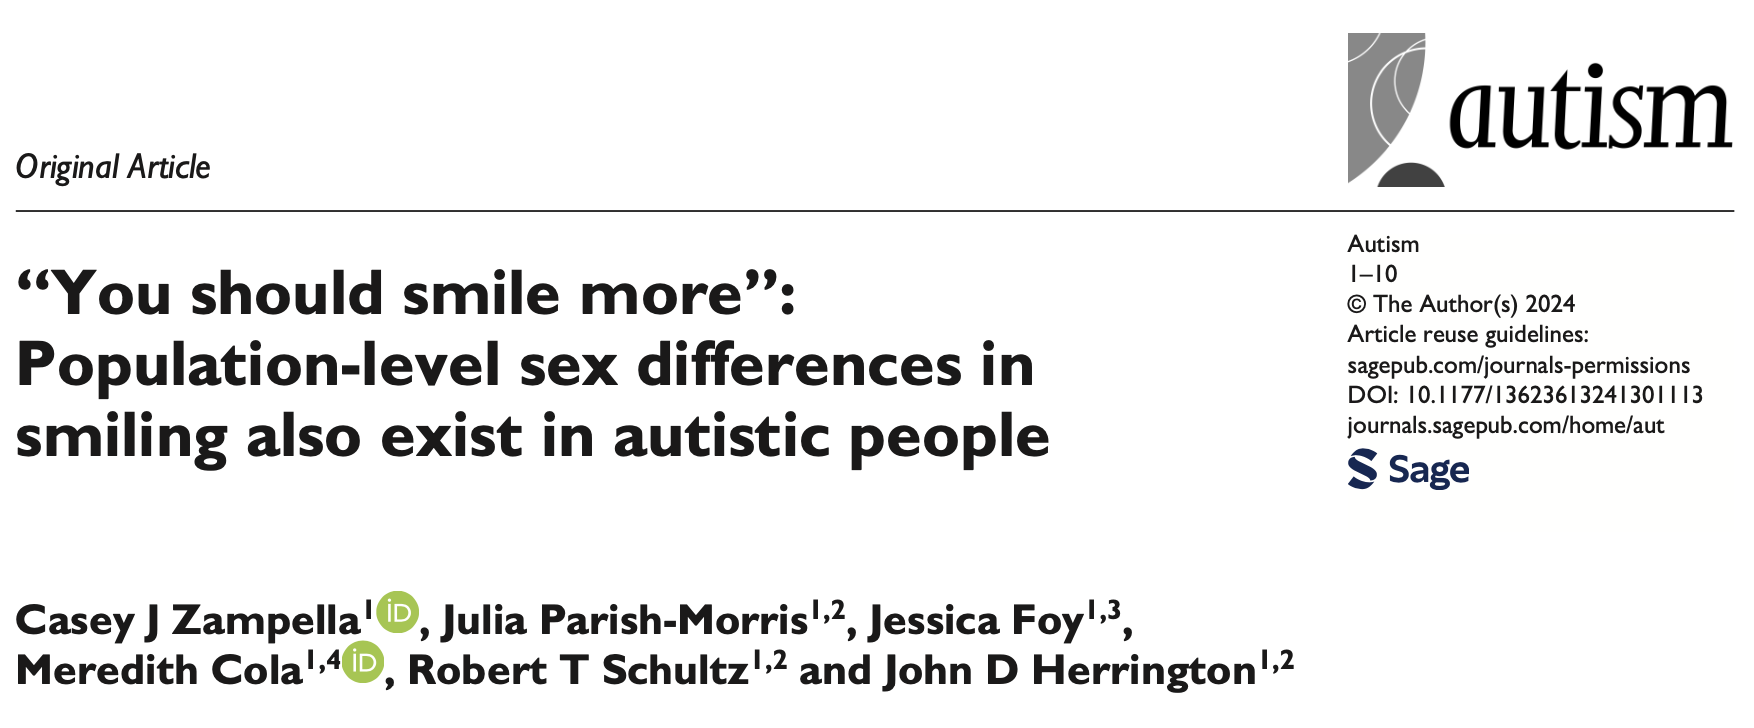 autism
Original Article
“You should smile more”:
Population-level sex differences in
smiling also exist in autistic people
Autism
1–10
© The Author(s) 2024
Article reuse guidelines:
sagepub.com/journals-permissions
DOI: 10.1177/13623613241301113
journals.sagepub.com/home/aut
Sage
Casey J Zampella¹ iD, Julia Parish-Morris¹,², Jessica Foy¹,³,
Meredith Cola¹,⁴ iD, Robert T Schultz¹,² and John D Herrington¹,²